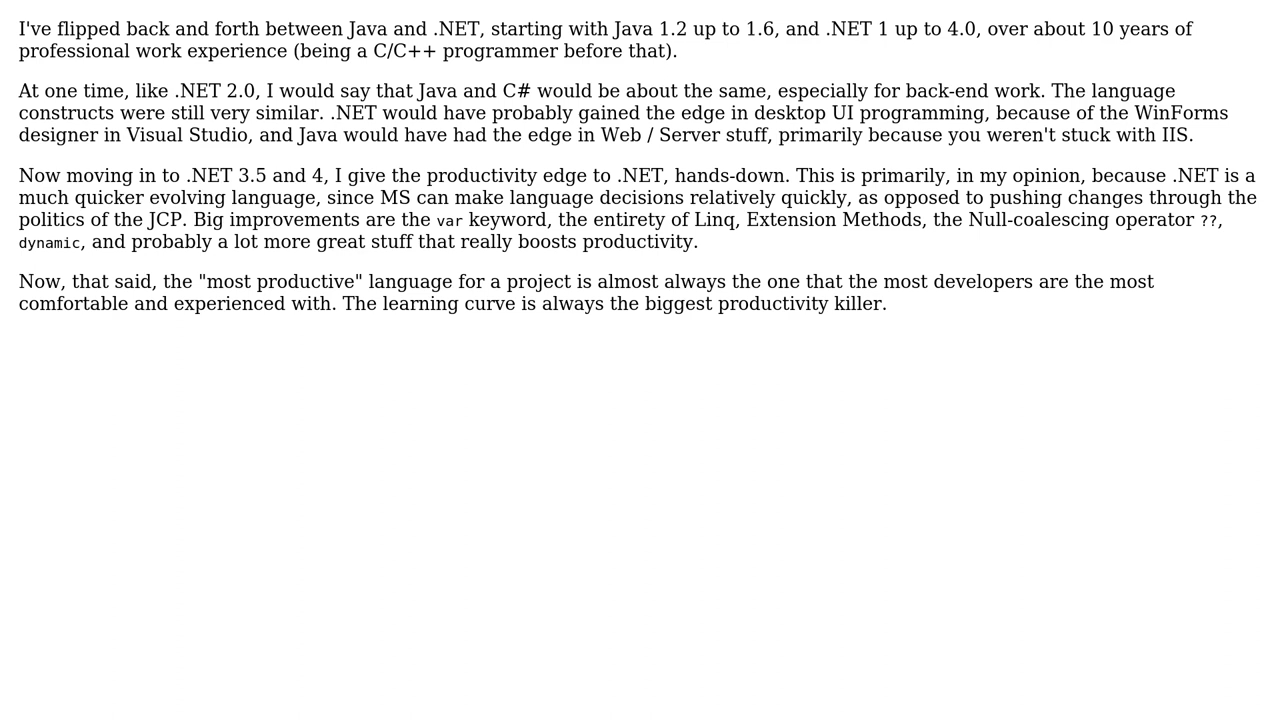 I've flipped back and forth between Java and .NET, starting with Java 1.2 up to 1.6, and .NET 1 up to 4.0, over about 10 years of
professional work experience (being a C/C++ programmer before that).
At one time, like .NET 2.0, I would say that Java and C# would be about the same, especially for back-end work. The language
constructs were still very similar. .NET would have probably gained the edge in desktop UI programming, because of the WinForms
designer in Visual Studio, and Java would have had the edge in Web / Server stuff, primarily because you weren't stuck with IIS.
Now moving in to .NET 3.5 and 4, I give the productivity edge to .NET, hands-down. This is primarily, in my opinion, because .NET is a
much quicker evolving language, since MS can make language decisions relatively quickly, as opposed to pushing changes through the
politics of the JCP. Big improvements are the var keyword, the entirety of Linq, Extension Methods, the Null-coalescing operator ??,
dynamic, and probably a lot more great stuff that really boosts productivity.
Now, that said, the "most productive" language for a project is almost always the one that the most developers are the most
comfortable and experienced with. The learning curve is always the biggest productivity killer.